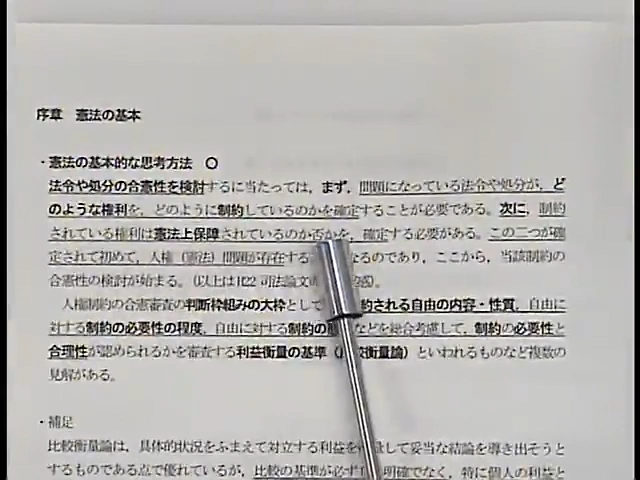 序章　憲法の基本
・憲法の基本的な思考方法　〇
法令や処分の合憲性を検討するに当たっては，まず，問題になっている法令や処分が，ど
のような権利を，どのように制約しているのかを確定することが必要である。次に，制約
されている権利は憲法上保障されているのか否かを，確定する必要がある。この二つが確
定されて初めて，人権（憲法）問題が存在する なるのであり，ここから，当該制約の
合憲性の検討が始まる。（以上はH22 司法論文
人権制約の合憲審査の判断枠組みの大枠として 約される自由の内容・性質，自由に
対する制約の必要性の程度，自由に対する制約の などを総合考慮して，制約の必要性と
合理性が認められるかを審査する利益衡量の基準（ 較衡量論）といわれるものなど複数の
見解がある。
・補足
比較衡量論は，具体的状況をふまえて対立する利益を 量して妥当な結論を導き出そうと
するものである点で優れているが，比較の基準が必ず 明確でなく，特に個人の利益と